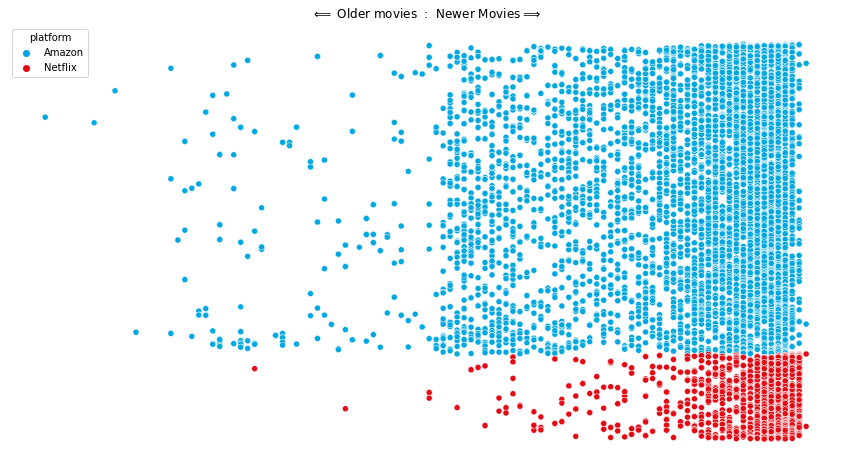 ⟸ Older movies : Newer Movies ⟹
platform
Amazon
Netflix